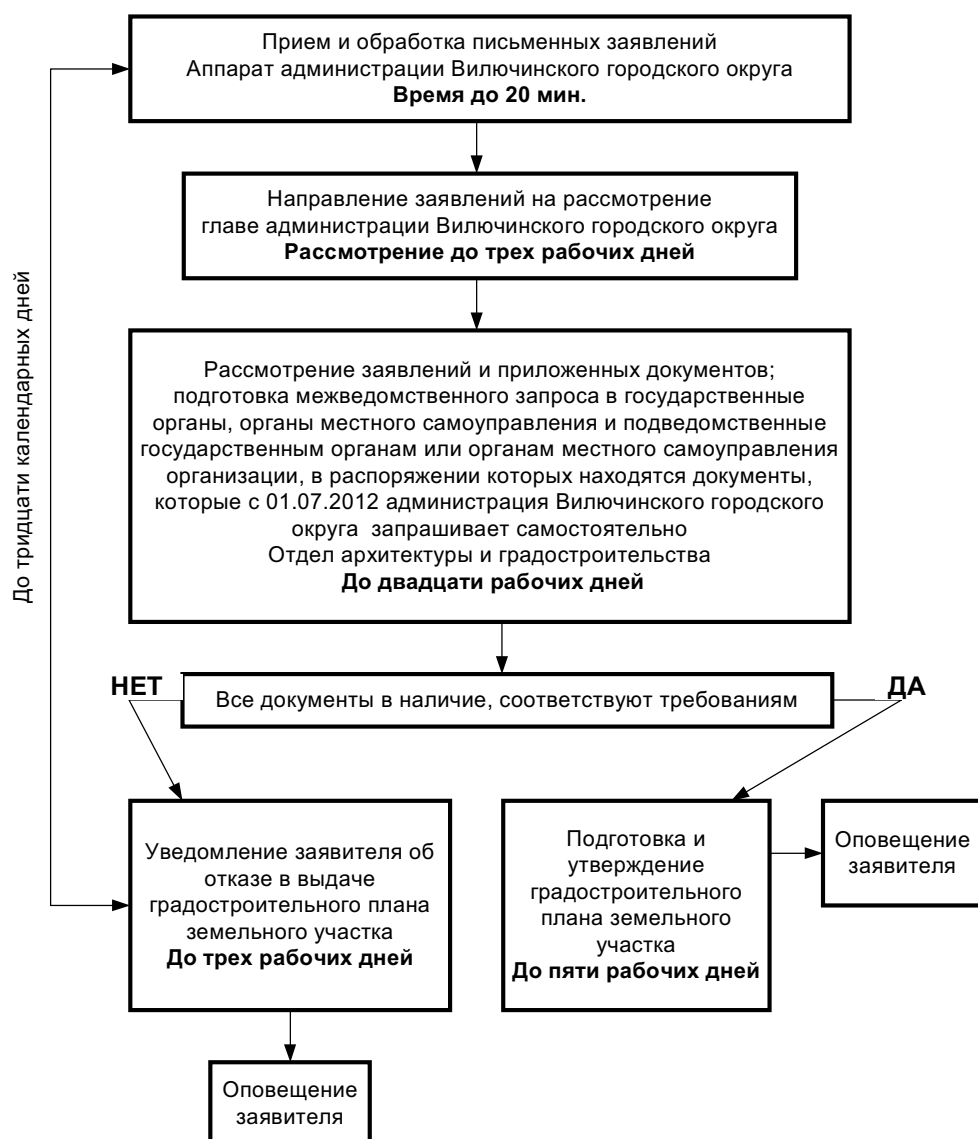 Прием и обработка письменных заявлений
Аппарат администрации Вилючинского городского округа
Время до 20 мин.
Направление заявлений на рассмотрение
главе администрации Вилючинского городского округа
Рассмотрение до трех рабочих дней
До тридцати календарных дней
Рассмотрение заявлений и приложенных документов;
подготовка межведомственного запроса в государственные
органы, органы местного самоуправления и подведомственные
государственным органам или органам местного самоуправления
организации, в распоряжении которых находятся документы,
которые с 01.07.2012 администрация Вилючинского городского
округа запрашивает самостоятельно
Отдел архитектуры и градостроительства
До двадцати рабочих дней
НЕТ
Все документы в наличие, соответствуют требованиям
ДА
Уведомление заявителя об
отказе в выдаче
градостроительного плана
земельного участка
До трех рабочих дней
Подготовка и
утверждение
градостроительного
плана земельного
участка
До пяти рабочих дней
Оповещение
заявителя
Оповещение
заявителя